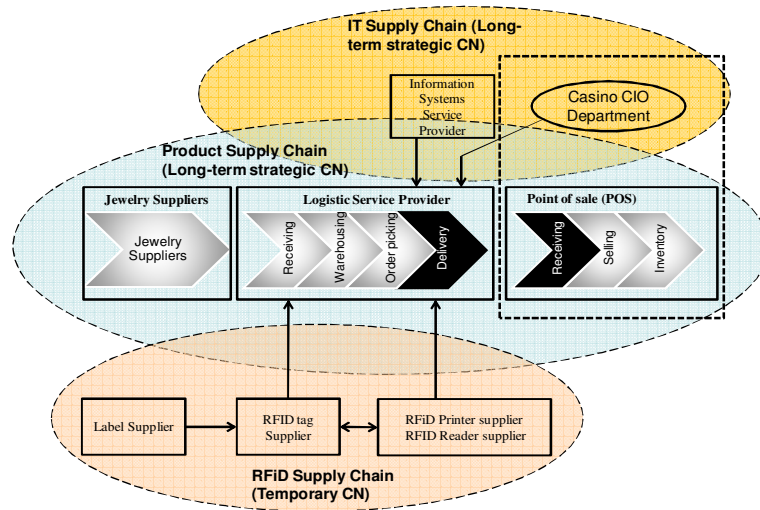 IT Supply Chain (Long-
term strategic CN)
Information
Systems
Service
Provider
Casino CIO
Department
Product Supply Chain
(Long-term strategic CN)
Jewelry Suppliers
Logistic Service Provider
Point of sale (POS)
Jewelry
Suppliers
Receiving
Warehousing
Order picking
Delivery
Receiving
Selling
Inventory
Label Supplier
RFID tag
Supplier
RFiD Printer supplier
RFID Reader supplier
RFiD Supply Chain
(Temporary CN)